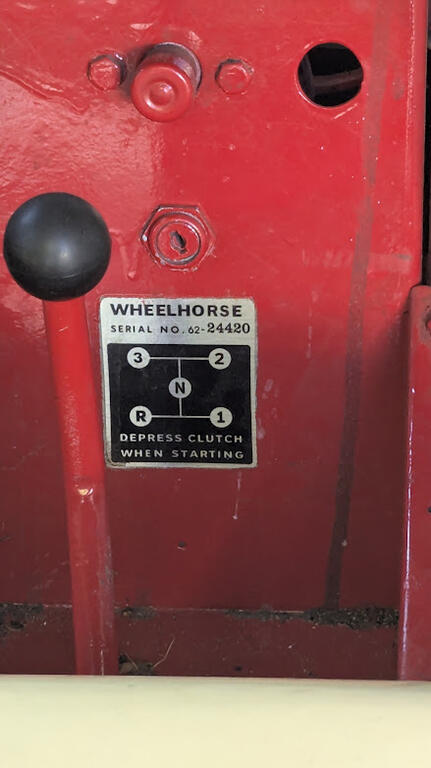 WHEELHORSE
SERIAL NO. 62-24420
3 2
N
R 1
DEPRESS CLUTCH
WHEN STARTING